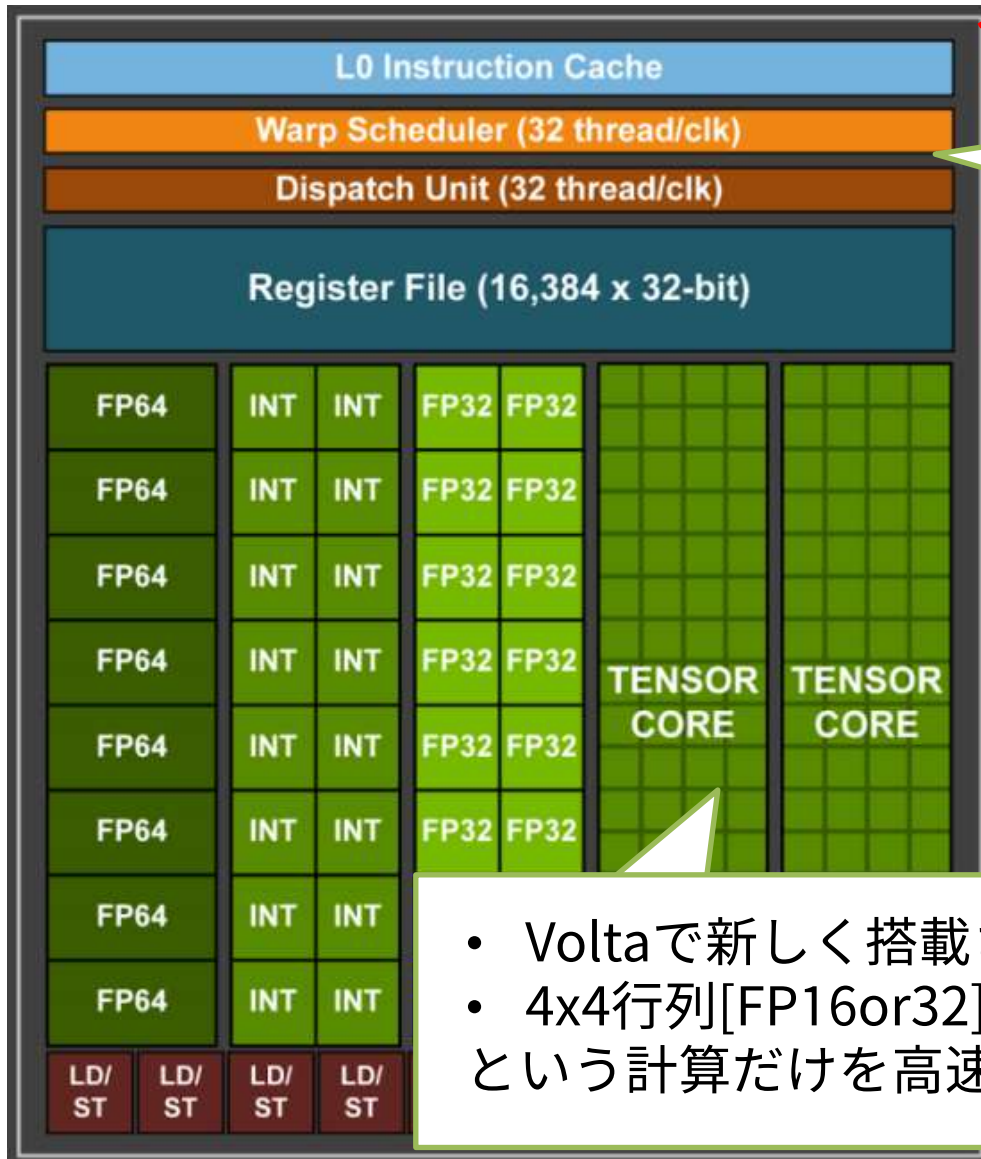 L0 Instruction Cache
Warp Scheduler (32 thread/clk)
Dispatch Unit (32 thread/clk)
Register File (16,384 x 32-bit)
FP64 INT INT FP32 FP32
FP64 INT INT FP32 FP32
FP64 INT INT FP32 FP32
FP64 INT INT FP32 FP32
TENSOR TENSOR
CORE CORE
FP64 INT INT FP32 FP32
FP64 INT INT FP32 FP32
FP64 INT INT
FP64 INT INT
LD/ LD/ LD/ LD/
ST ST ST ST
• Voltaで新しく搭載
• 4x4行列[FP16or32]
という計算だけを高速